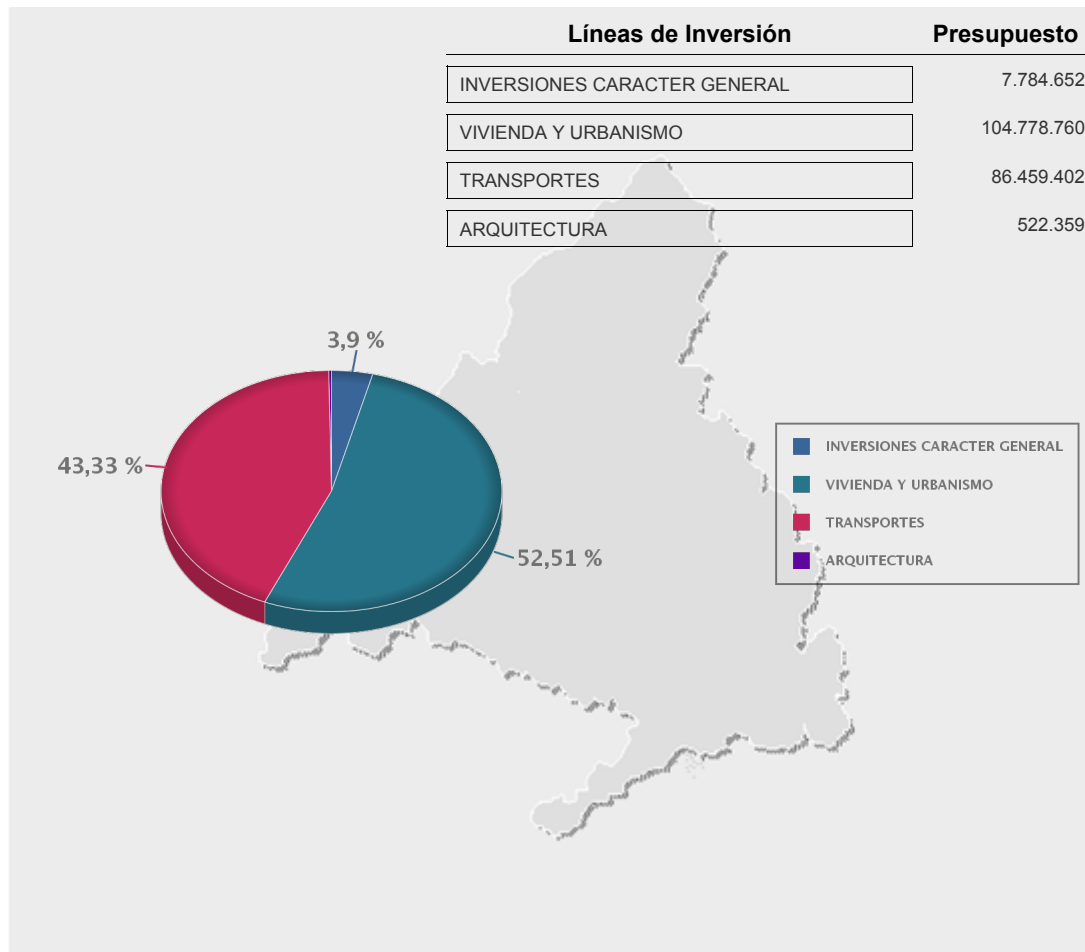 Líneas de Inversión Presupuesto
INVERSIONES CARACTER GENERAL 7.784.652
VIVIENDA Y URBANISMO 104.778.760
TRANSPORTES 86.459.402
ARQUITECTURA 522.359
3,9 %
43,33 %
52,51 %
INVERSIONES CARACTER GENERAL
VIVIENDA Y URBANISMO
TRANSPORTES
ARQUITECTURA